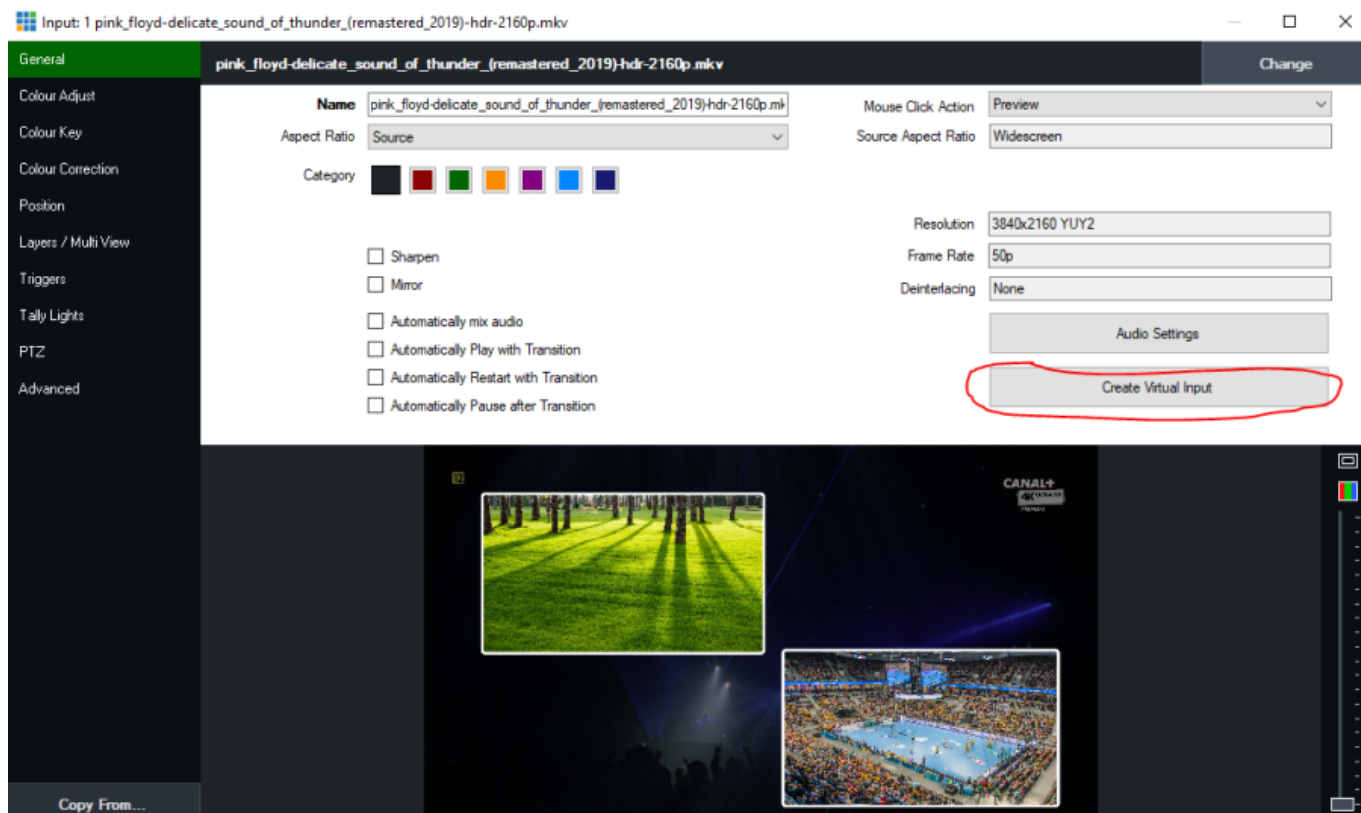 Input: 1 pink_floyd-delicate_sound_of_thunder_(remastered_2019)-hdr-2160p.mkv
General
pink_floyd-delicate_sound_of_thunder_(remastered_2019)-hdr-2160p.mkv
Change
Colour Adjust
Colour Key
Colour Correction
Position
Layers / Multi View
Triggers
Tally Lights
PTZ
Advanced
Copy From...
Name pink_floyd-delicate_sound_of_thunder_(remastered_2019)-hdr-2160p.mk
Aspect Ratio Source
Category
Sharpen
Mirror
Automatically mix audio
Automatically Play with Transition
Automatically Restart with Transition
Automatically Pause after Transition
Mouse Click Action Preview
Source Aspect Ratio Widescreen
Resolution 3840x2160 YUY2
Frame Rate 50p
Deinterlacing None
Audio Settings
Create Virtual Input
CANAL+
4K